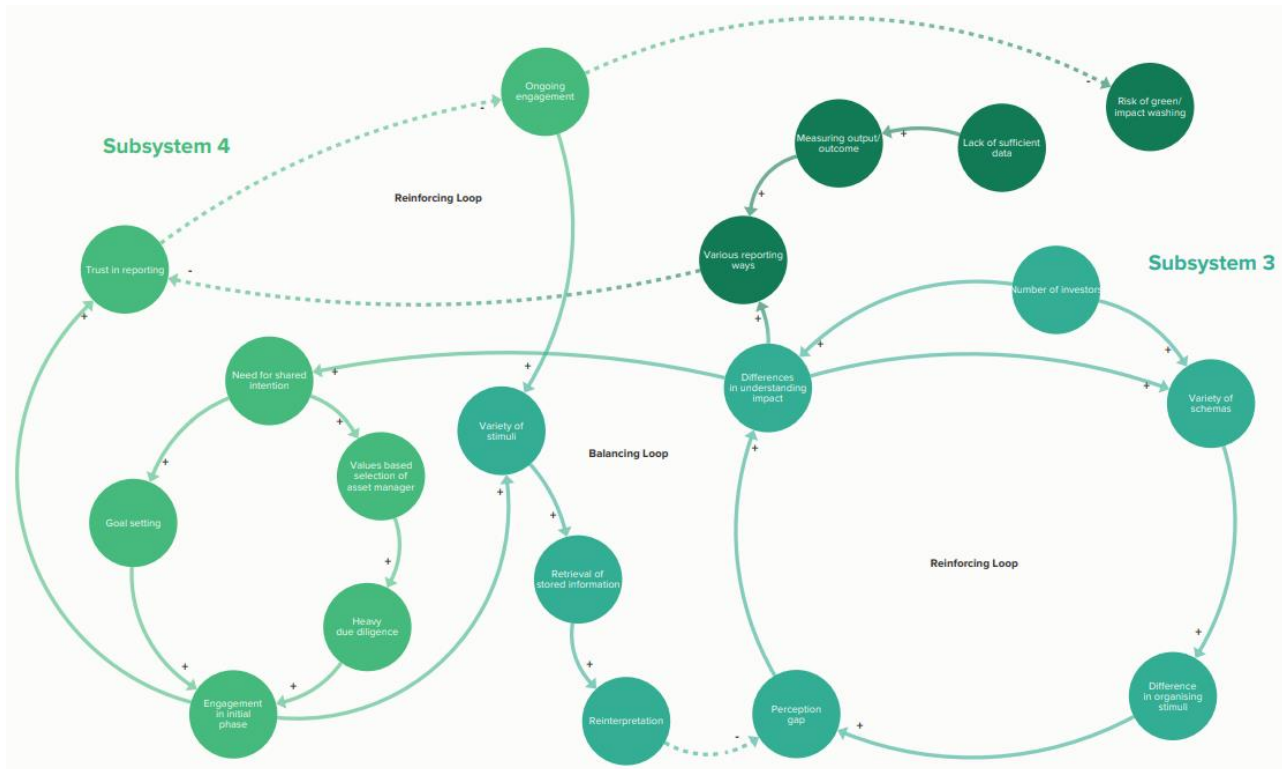 Ongoing
engagement
-
Risk of green/
impact washing
Subsystem 4
-
Measuring output/
outcome
+
Lack of sufficient
data
Reinforcing Loop
+
Trust in reporting
-
Various reporting
ways
Subsystem 3
Number of investors
+
+
+
+
Need for shared
intention
+
+
Differences
in understanding
impact
+
Variety
of schemas
+
Variety of
stimuli
+
Balancing Loop
Values based
selection of
asset manager
+
+
Goal setting
+
+
Reinforcing Loop
Retrieval of
stored information
Heavy
due diligence
+
+
+
+
Engagement
in initial
phase
Reinterpretation
-
Perception
gap
+
Difference
in organising
stimuli